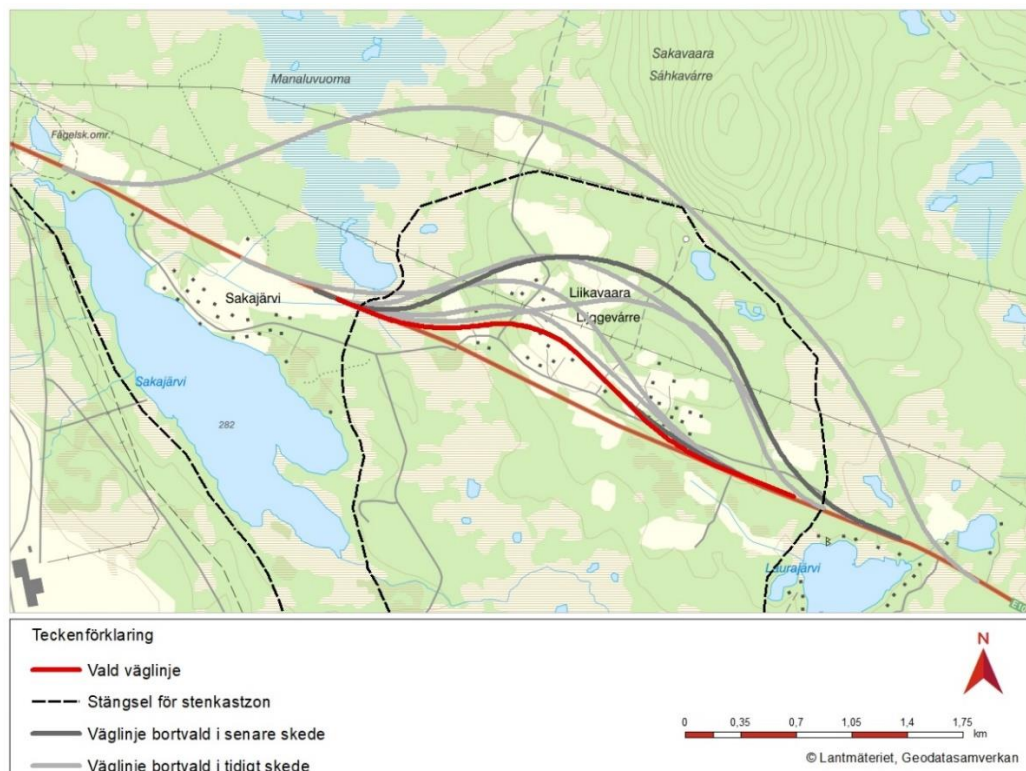 Sakavaara
Sáhkavárre
Manaluvuoma
Fågelsk.omr.
Sakajärvi
Liikavaara
Liggevárre
Sakajärvi
282
Laurajärvi
Teckenförklaring
Vald väglinje
Stängsel för stenkastzon
Väglinje bortvald i senare skede
Väglinje bortvald i tidigt skede
N
0 0,35 0,7 1,05 1,4 1,75
km
© Lantmäteriet, Geodatasamverkan